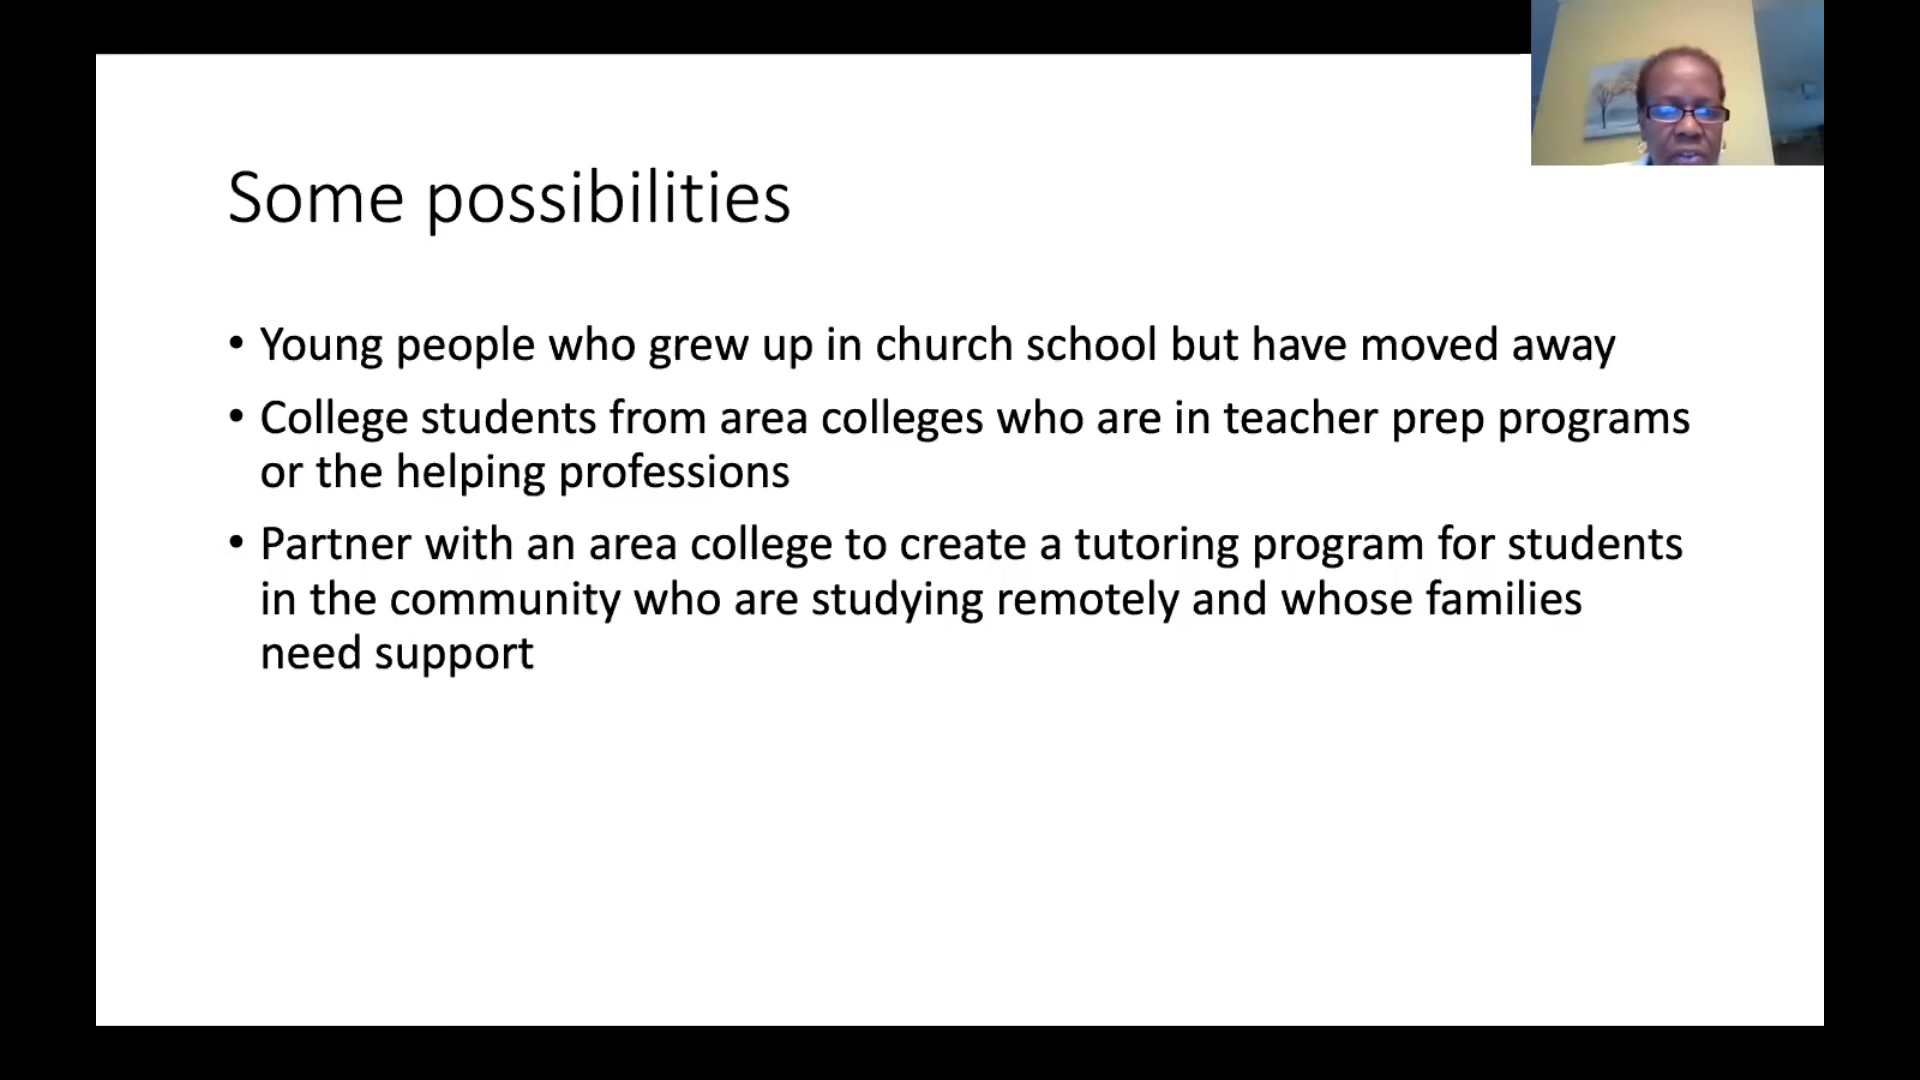 Some possibilities
• Young people who grew up in church school but have moved away
• College students from area colleges who are in teacher prep programs
or the helping professions
• Partner with an area college to create a tutoring program for students
in the community who are studying remotely and whose families
need support